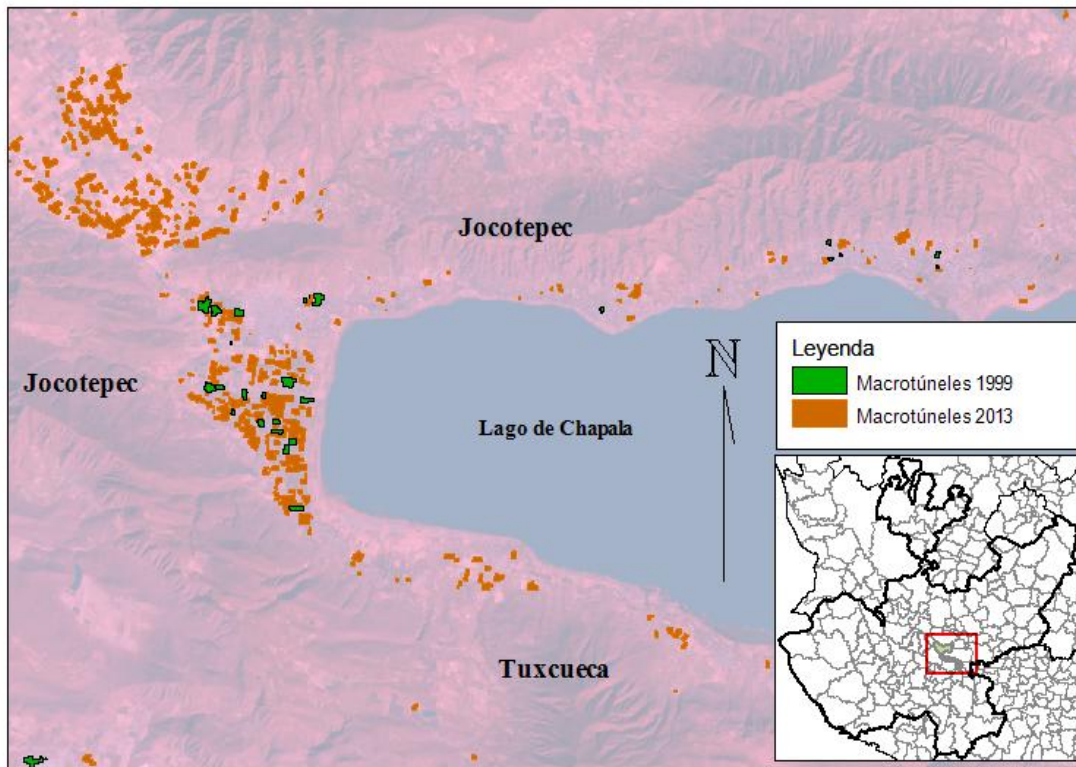 Jocotepec
N
Leyenda
Macrotúneles 1999
Macrotúneles 2013
Jocotepec
Lago de Chapala
Tuxcueca